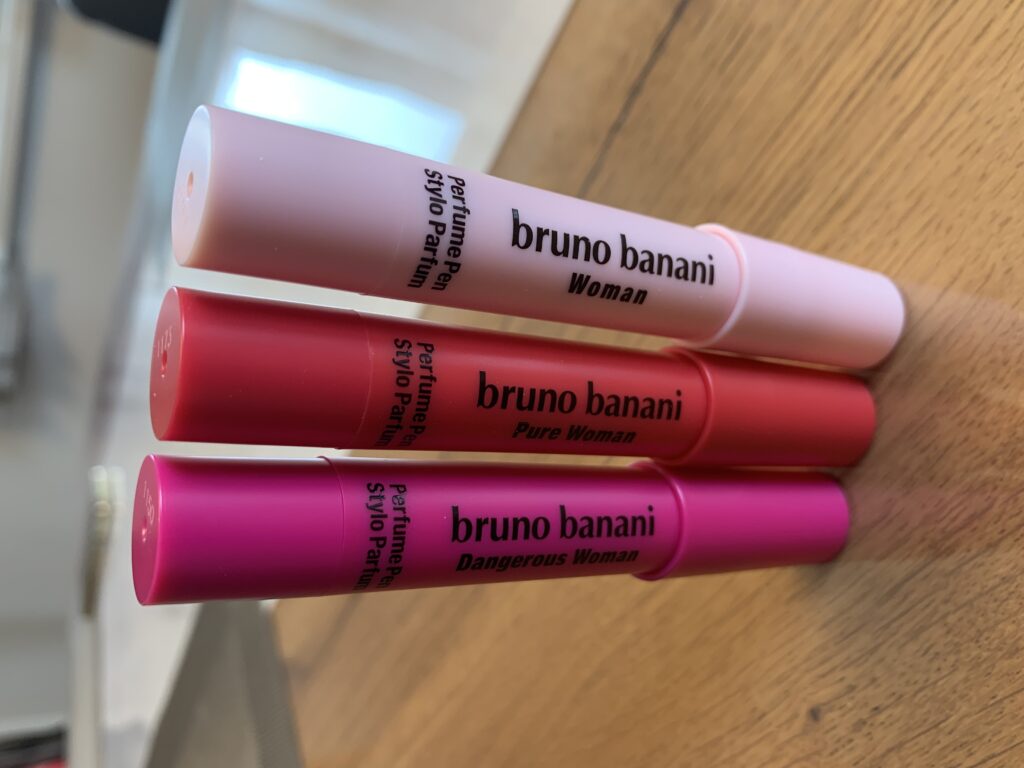 bruno banani
Woman
Perfume Pen
Stylo Parfum
bruno banani
Pure Woman
Perfume Pen
Stylo Parfum
bruno banani
Dangerous Woman
Perfume Pen
Stylo Parfum